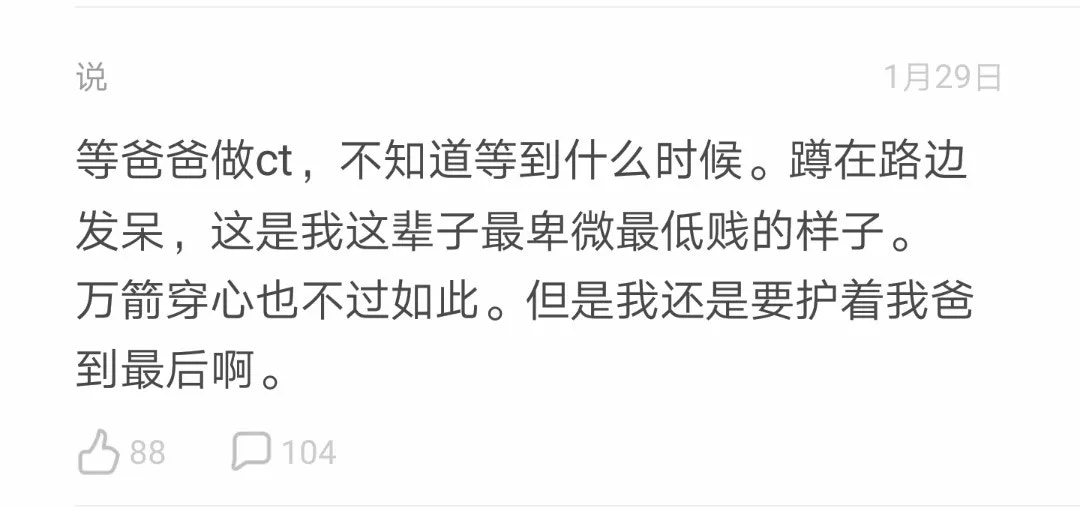 说
1月29日
等爸爸做ct，不知道等到什么时候。蹲在路边
发呆，这是我这辈子最卑微最低贱的样子。
万箭穿心也不过如此。但是我还是要护着我爸
到最后啊。
88
104